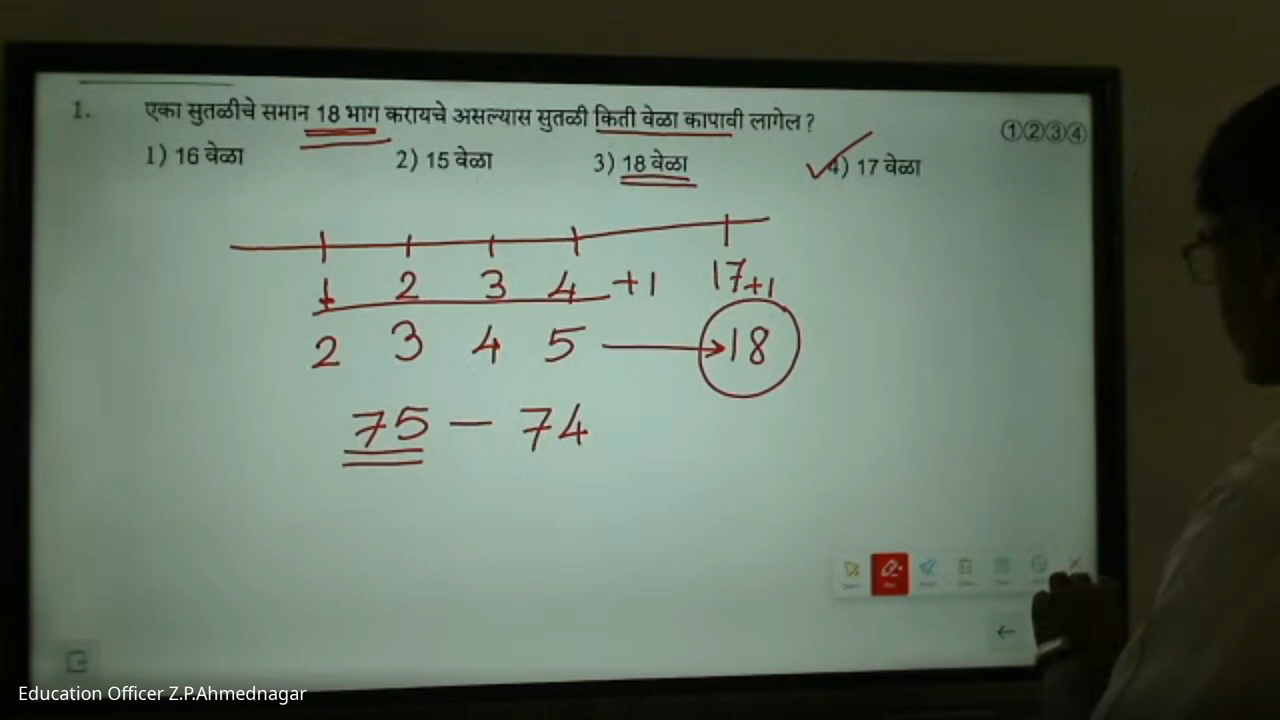 1. एका सुतळीचे समान 18 भाग करायचे असल्यास सुतळी किती वेळा कापावी लागेल ? ①②③④
1) 16 वेळा 2) 15 वेळा 3) 18 वेळा 4) 17 वेळा
1 2 3 4 +1 17+1
2 3 4 5 → 18
75 – 74
Education Officer Z.P.Ahmednagar